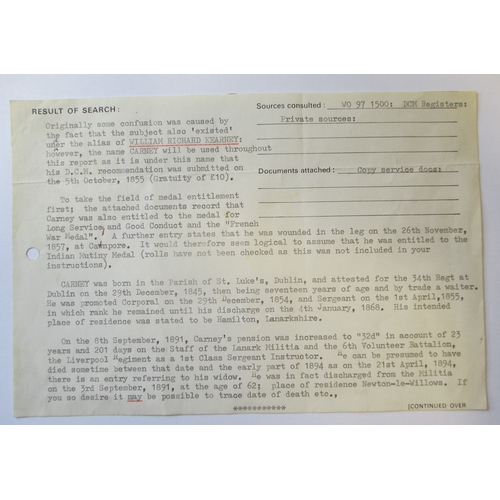 RESULT OF SEARCH:
Sources consulted: WO 97 1500: DCM Registers:
Private sources:
Originally some confusion was caused by
the fact that the subject also 'existed'
under the alias of WILLIAM RICHARD KEARNEY:
however, the name CARNEY will be used throughout
this report as it is under this name that
his D.C.M. recommendation was submitted on
the 5th October, 1855 (Gratuity of £10).
Documents attached: Copy service docs:
To take the field of medal entitlement
first; the attached documents record that
Carney was also entitled to the medal for
Long Service and Good Conduct and the "French
War Medal". A further entry states that he was wounded in the leg on the 26th November,
1857, at Cawnpore. It would therefore seem logical to assume that he was entitled to the
Indian Mutiny Medal (rolls have not been checked as this was not included in your
instructions).
CARNEY was born in the Parish of St. Luke's, Dublin, and attested for the 34th Regt at
Dublin on the 29th December, 1845, then being seventeen years of age and by trade a waiter.
He was promoted Corporal on the 29th December, 1854, and Sergeant on the 1st April,1855,
in which rank he remained until his discharge on the 4th January, 1868. His intended
place of residence was stated to be Hamilton, Lanarkshire.
On the 8th September, 1891, Carney's pension was increased to "32d" in account of 23
years and 201 days on the Staff of the Lanark Militia and the 6th Volunteer Battalion,
the Liverpool Regiment as a 1st Class Sergeant Instructor. He can be presumed to have
died sometime between that date and the early part of 1894 as on the 21st April, 1894,
there is an entry referring to his widow. He was in fact discharged from the Militia
on the 3rd September, 1891, at the age of 62; place of residence Newton-le-Willows. If
you so desire it may be possible to trace date of death etc.,
***********
(CONTINUED OVER